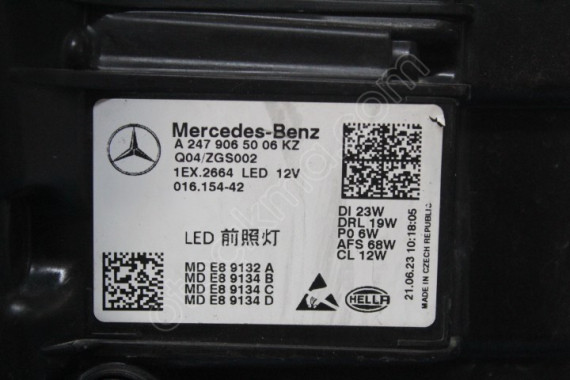 Mercedes-Benz
A 247 906 50 06 KZ
Q04/ZGS002
1EX.2664 LED 12V
016.154-42
LED 前照灯
MD E8 9132 A
MD E8 9134 B
MD E8 9134 C
MD E8 9134 D
HELLA
DI 23W
DRL 19W
PO 6W
AFS 68W
CL 12W
21.06.23 10:18:05
MADE IN CZECH REPUBLIC